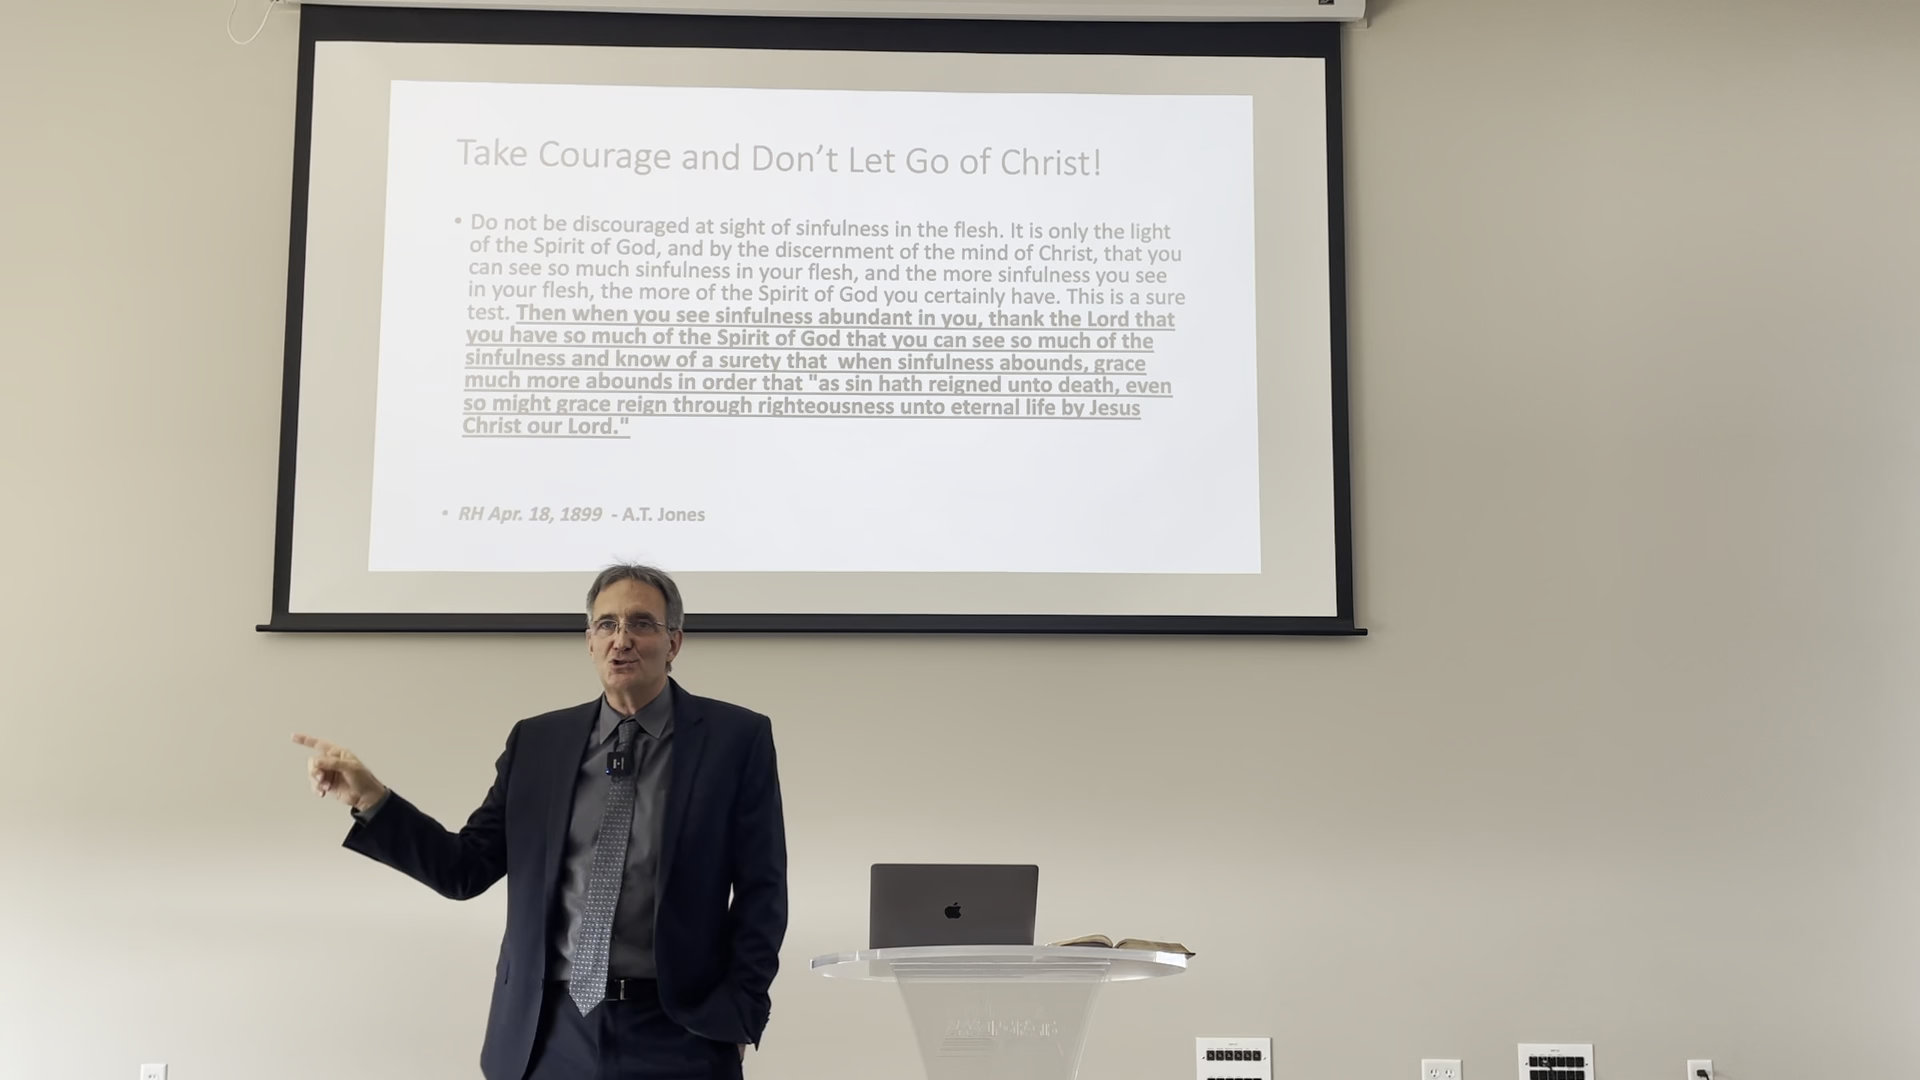 Take Courage and Don't Let Go of Christ!
• Do not be discouraged at sight of sinfulness in the flesh. It is only the light
of the Spirit of God, and by the discernment of the mind of Christ, that you
can see so much sinfulness in your flesh, and the more sinfulness you see
in your flesh, the more of the Spirit of God you certainly have. This is a sure
test. Then when you see sinfulness abundant in you, thank the Lord that
you have so much of the Spirit of God that you can see so much of the
sinfulness and know of a surety that  when sinfulness abounds, grace
much more abounds in order that "as sin hath reigned unto death, even
so might grace reign through righteousness unto eternal life by Jesus
Christ our Lord."
• RH Apr. 18, 1899  - A.T. Jones